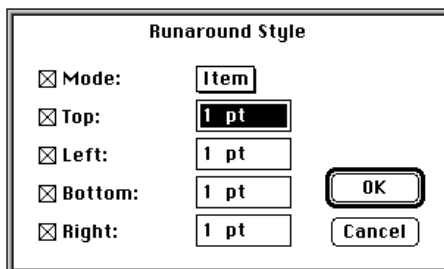 Runaround Style
Mode: Item
Top: 1 pt
Left: 1 pt
Bottom: 1 pt
Right: 1 pt
OK
Cancel